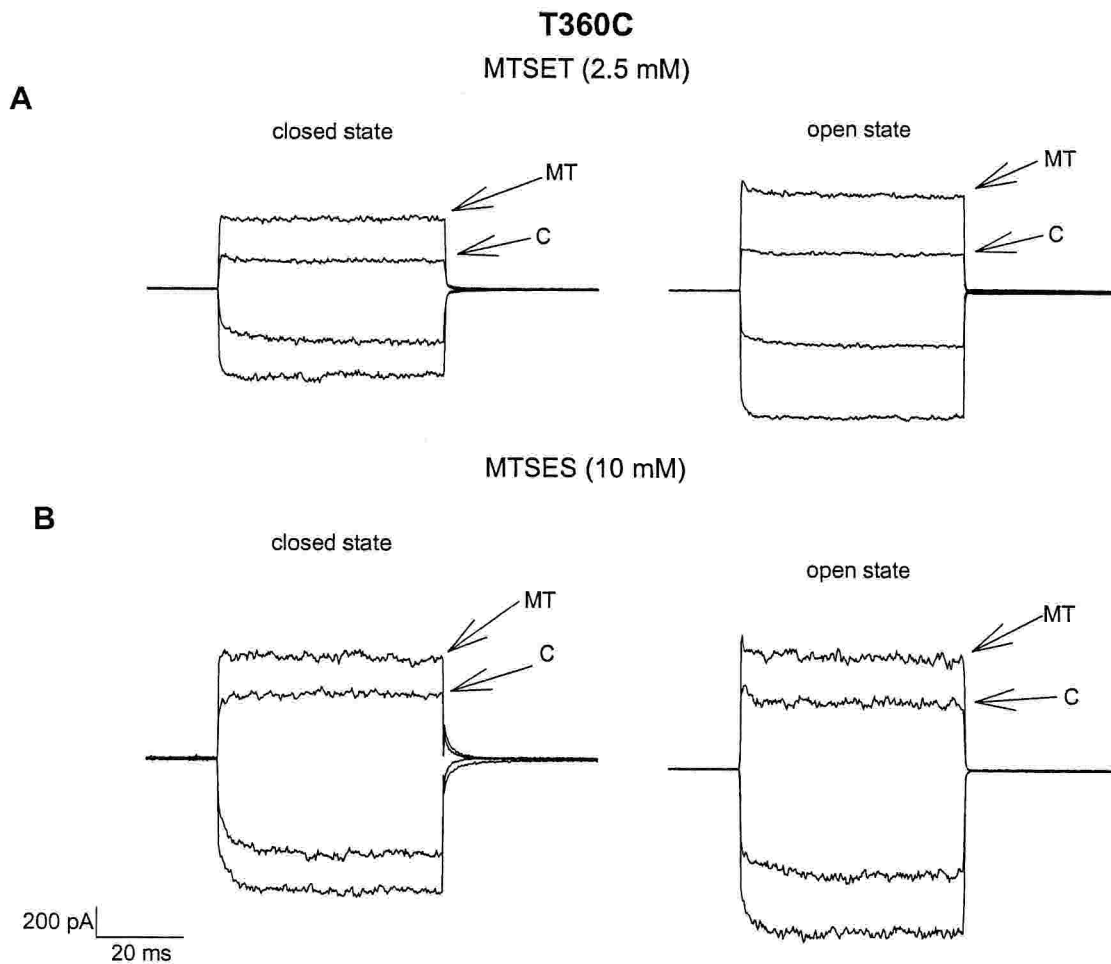 T360C
MTSET (2.5 mM)
A
closed state
open state
MT
C
MT
C
MTSES (10 mM)
B
closed state
open state
MT
C
MT
C
200 pA
20 ms